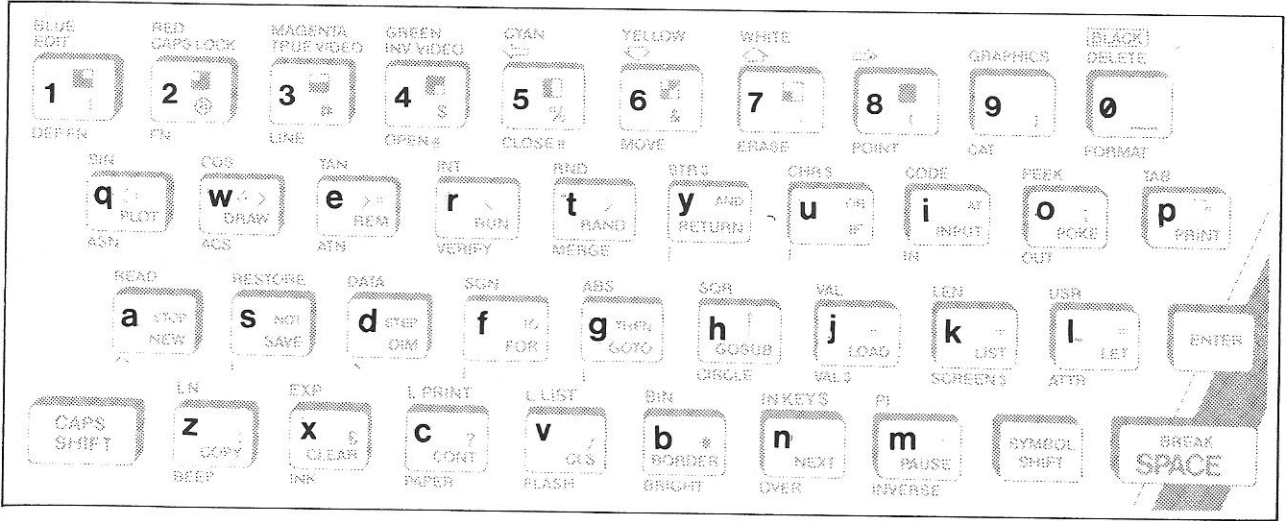 BLUE RED MAGENTA GREEN CYAN YELLOW WHITE BLACK
EDIT CAPS LOCK TRUE VIDEO INV VIDEO GRAPHICS DELETE
1 ! 2 @ 3 # 4 $ 5 % 6 & 7 8 ( 9 ) 0 _
DEF FN FN LINE OPEN # CLOSE # MOVE ERASE POINT CAT FORMAT
SIN COS TAN INT RND STR $ CHR $ CODE PEEK TAB
q <= w <> e >= r < t > y AND u OR i AT o ; p "
PLOT DRAW REM RUN RAND RETURN IF INPUT POKE PRINT
ASN ACS ATN VERIFY MERGE [ ] IN OUT
READ RESTORE DATA SGN ABS SQR VAL LEN USR
a STOP s NOT d STEP f TO g THEN h j - k l =
NEW SAVE DIM FOR GOTO GOSUB LOAD LIST LET ENTER
CIRCLE VAL $ SCREEN $ ATTR
LN EXP L PRINT L LIST BIN IN KEY $ PI
CAPS SHIFT z : x £ c ? v / b * n m SYMBOL SHIFT BREAK
COPY CLEAR CONT CLS BORDER NEXT PAUSE SPACE
BEEP INK PAPER FLASH BRIGHT OVER INVERSE